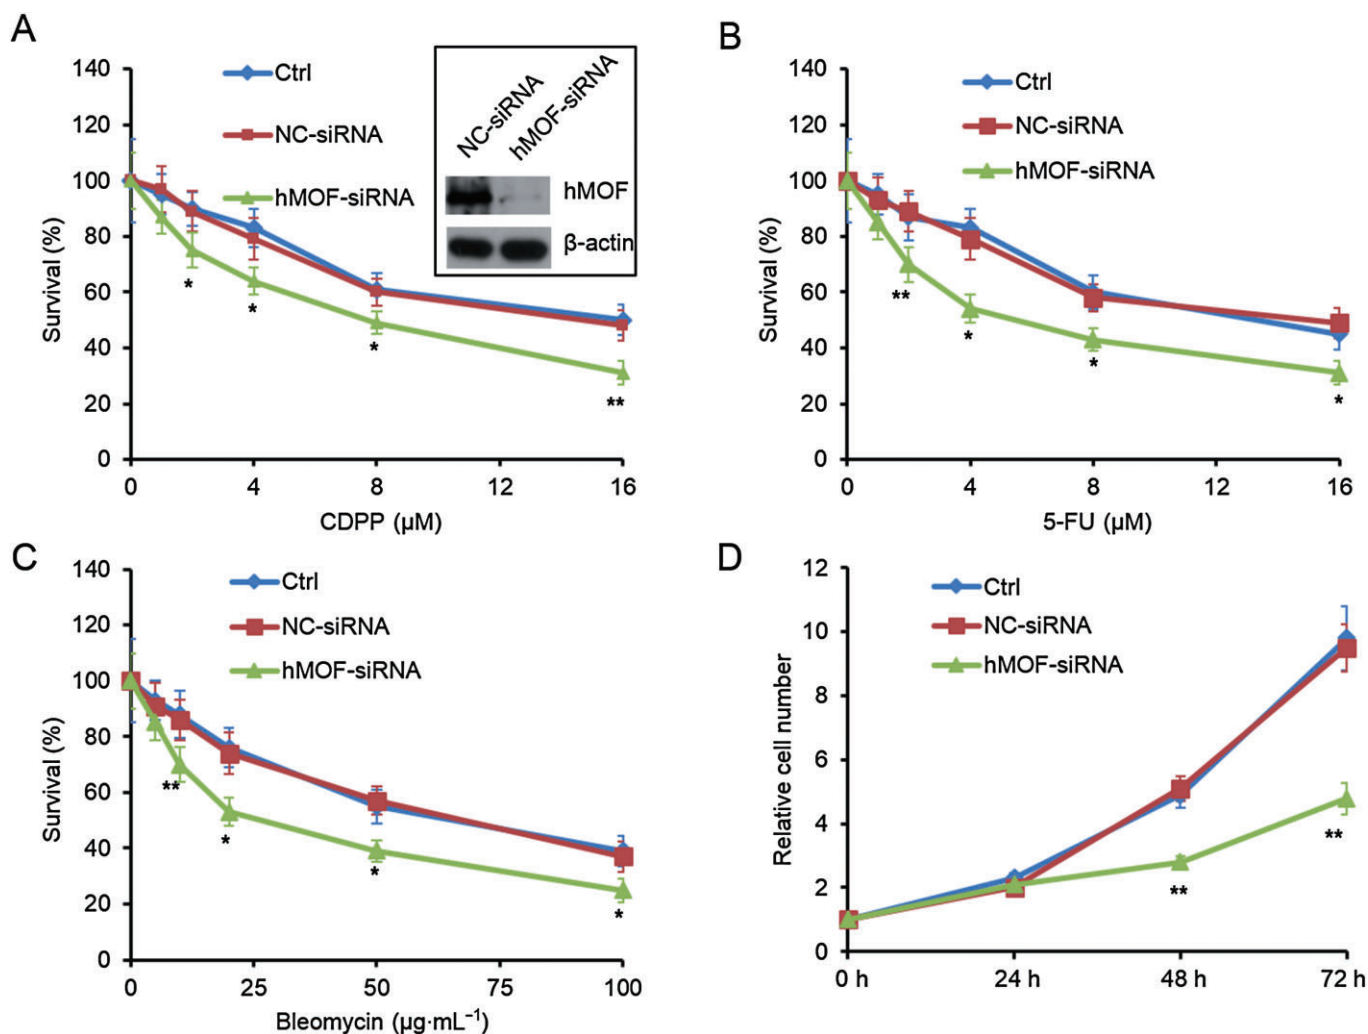 A
140
120
100
80
60
40
20
0
Survival (%)
Ctrl
NC-siRNA
hMOF-siRNA
NC-siRNA
hMOF-siRNA
hMOF
β-actin
*
*
*
**
0
4
8
12
16
CDPP (μM)
B
140
120
100
80
60
40
20
0
Survival (%)
Ctrl
NC-siRNA
hMOF-siRNA
**
*
*
*
0
4
8
12
16
5-FU (μM)
C
140
120
100
80
60
40
20
0
Survival (%)
Ctrl
NC-siRNA
hMOF-siRNA
**
*
*
*
0
25
50
75
100
Bleomycin (μg·mL⁻¹)
D
12
10
8
6
4
2
0
Relative cell number
Ctrl
NC-siRNA
hMOF-siRNA
**
**
0 h
24 h
48 h
72 h